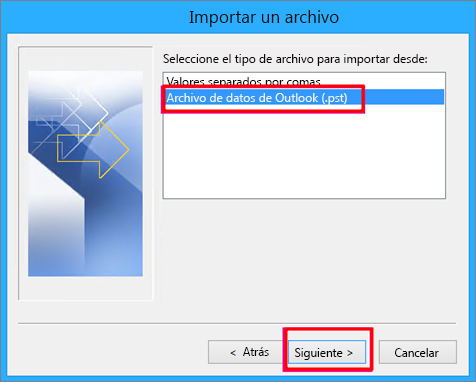 Importar un archivo
Seleccione el tipo de archivo para importar desde:
Valores separados por comas
Archivo de datos de Outlook (.pst)
< Atrás
Siguiente >
Cancelar